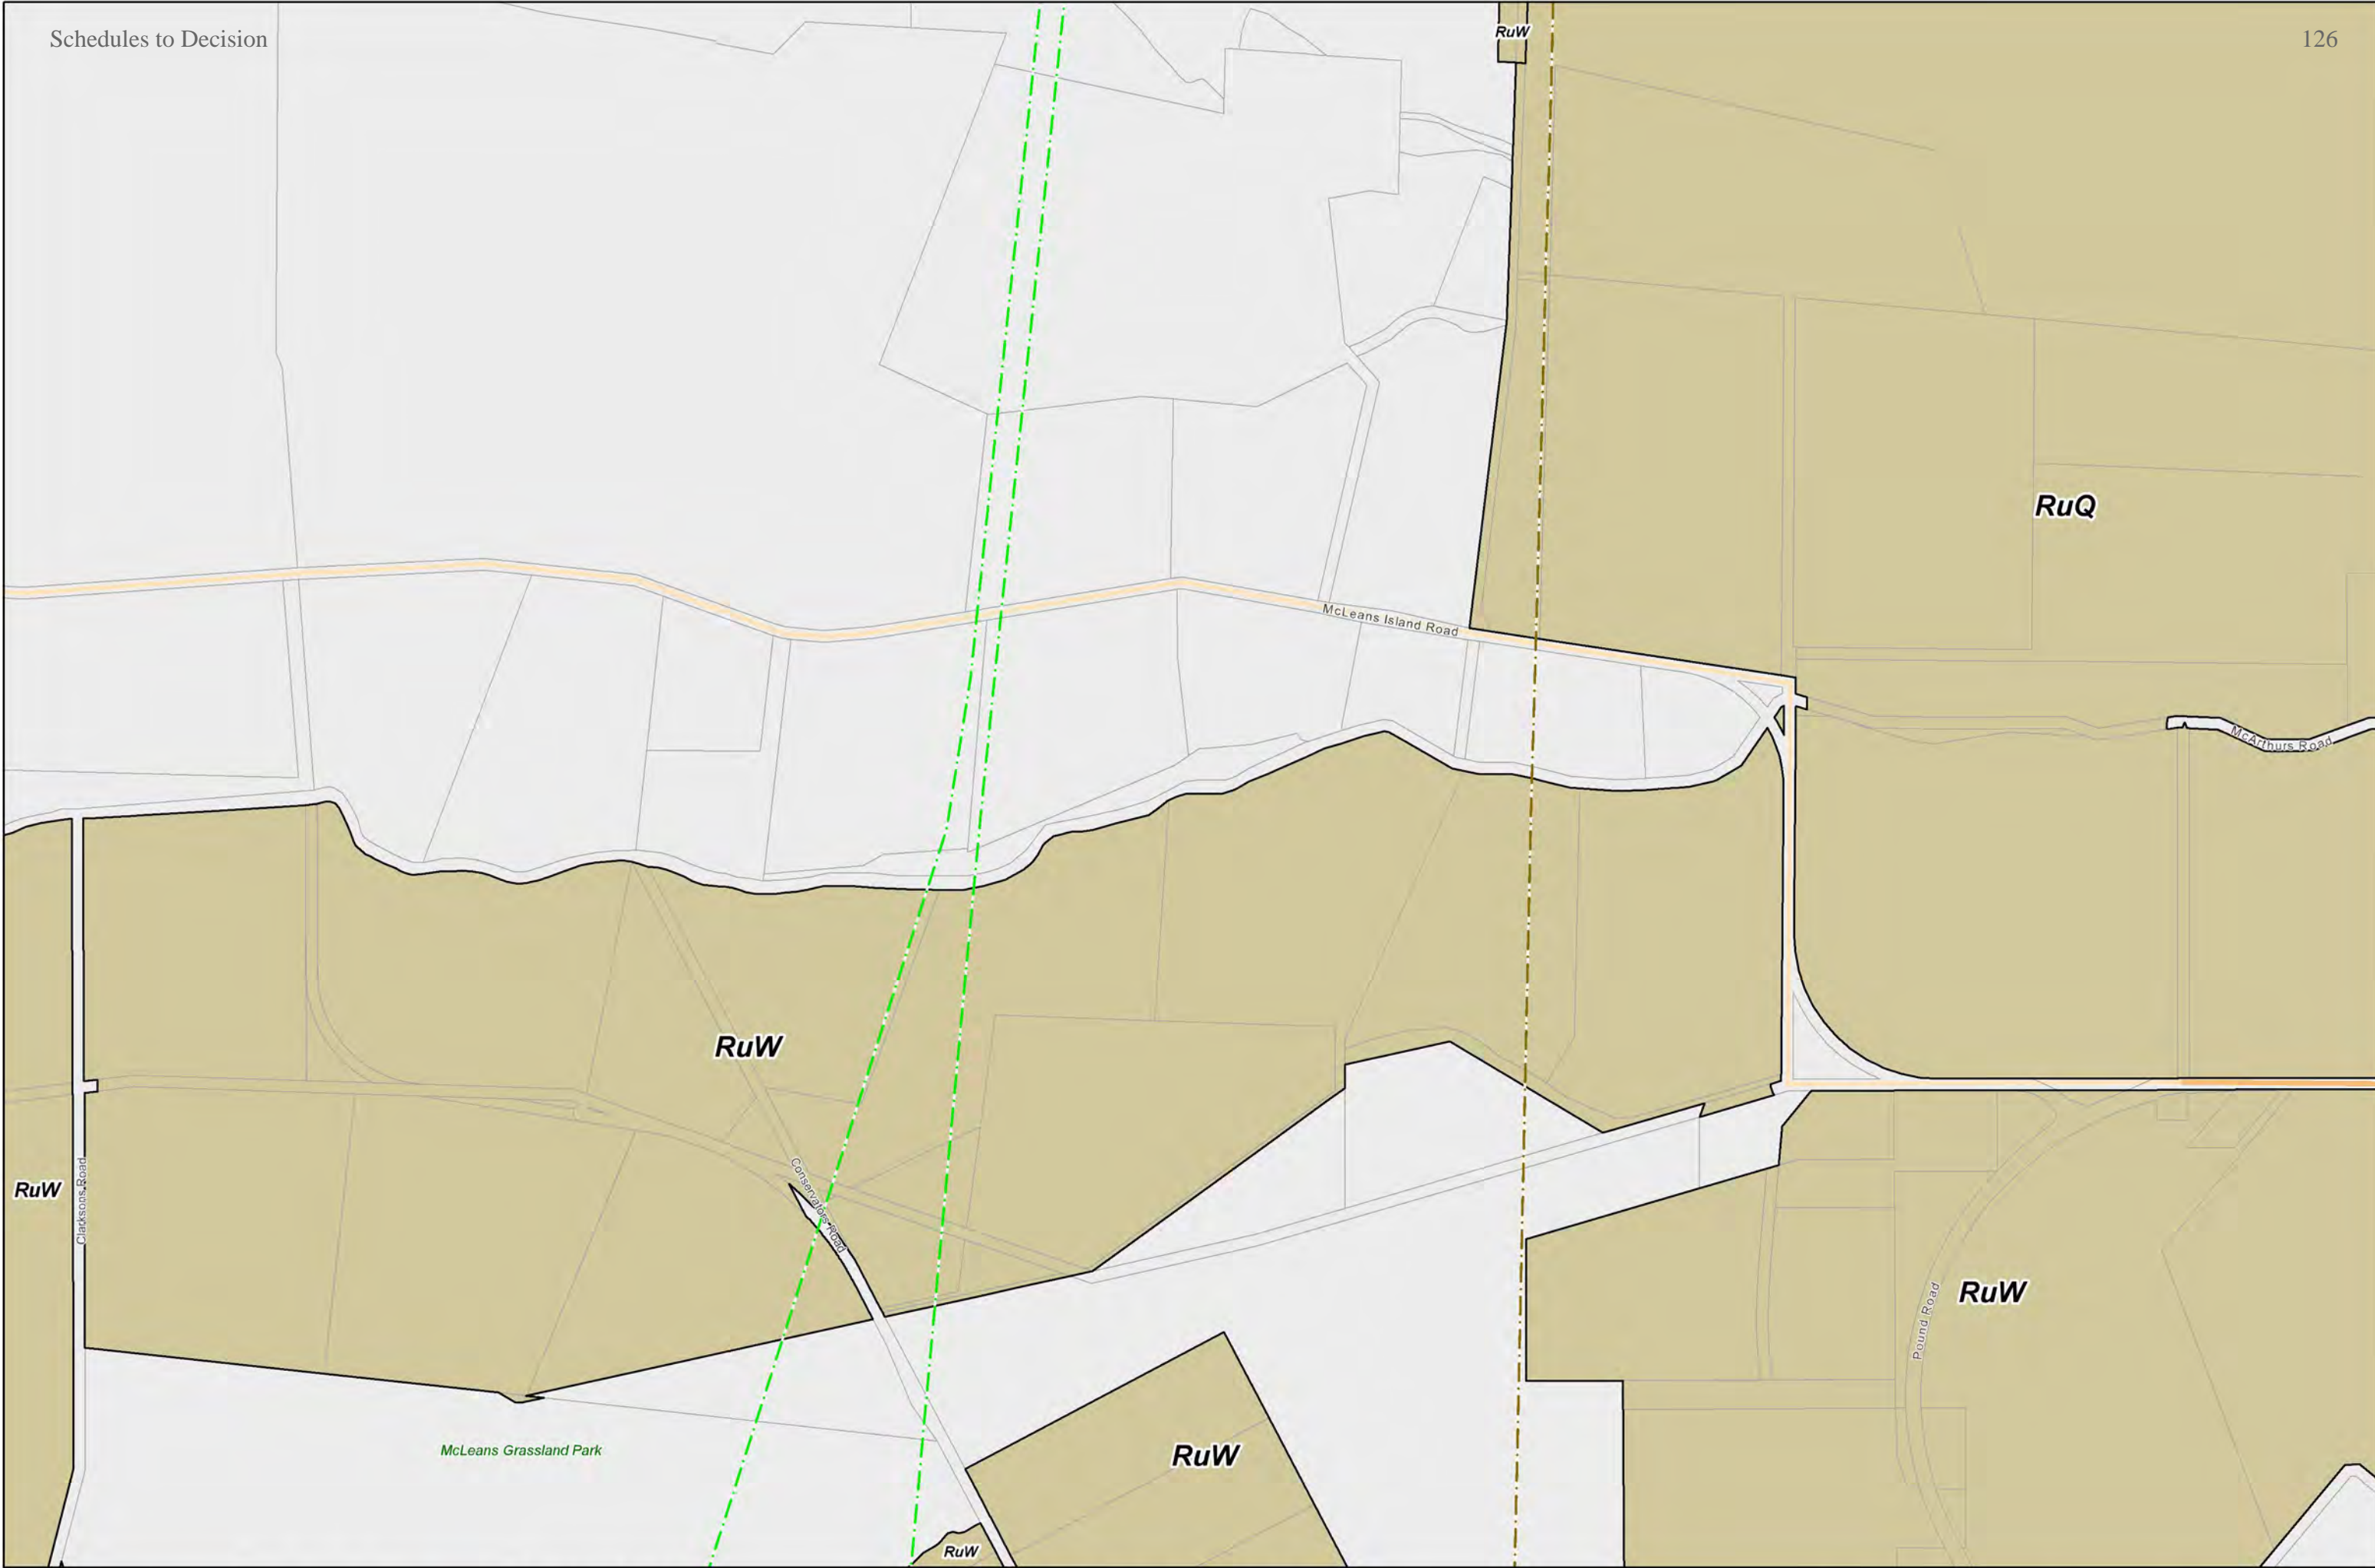 Schedules to Decision
126
RuW
RuQ
McLeans Island Road
McArthurs Road
RuW
RuW
Clarksons Road
Conservators Road
RuW
Pound Road
McLeans Grassland Park
RuW
RuW